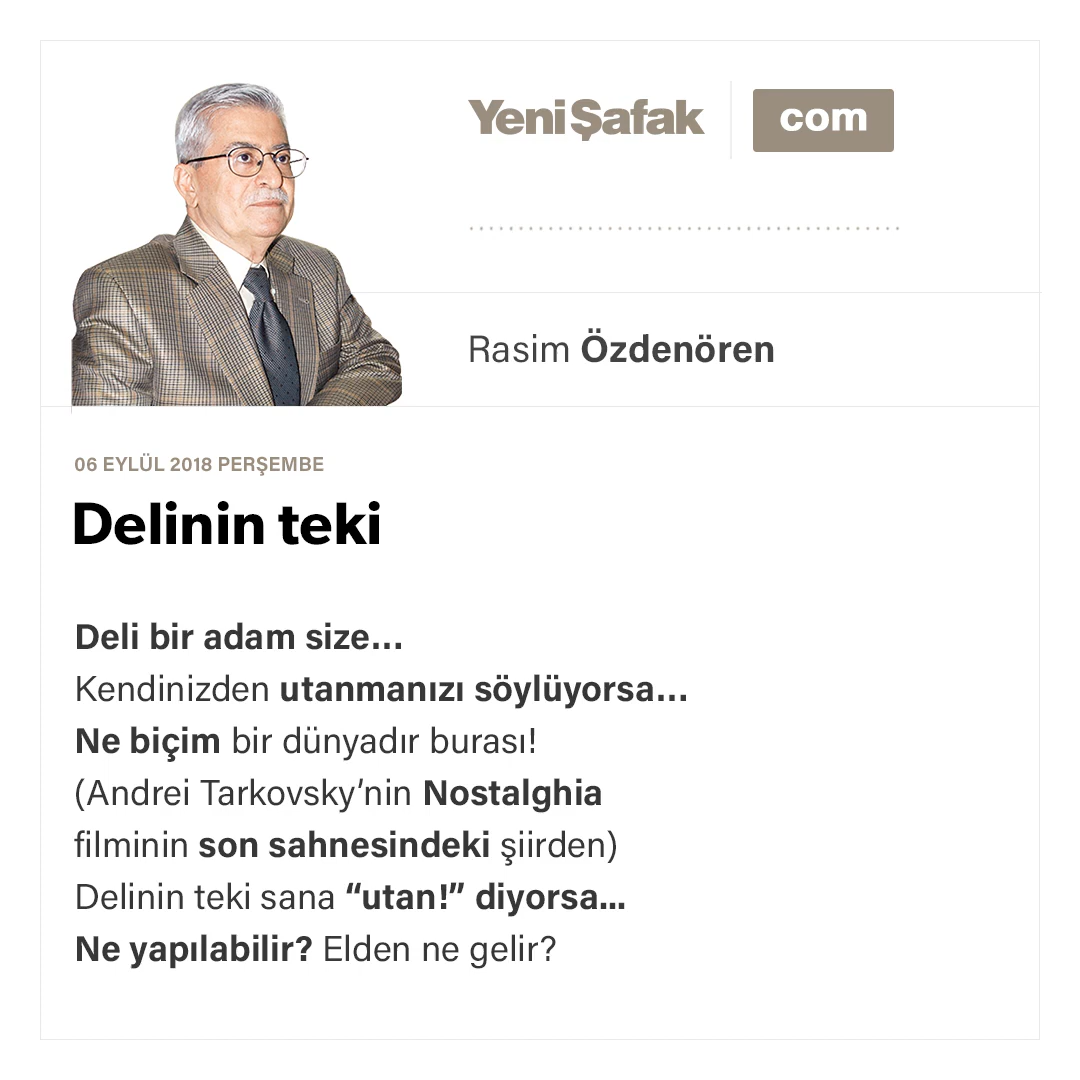 YeniŞafak com
Rasim Özdenören
06 EYLÜL 2018 PERŞEMBE
Delinin teki
Deli bir adam size...
Kendinizden utanmanızı söylüyorsa...
Ne biçim bir dünyadır burası!
(Andrei Tarkovsky’nin Nostalghia
filminin son sahnesindeki şiirden)
Delinin teki sana “utan!” diyorsa...
Ne yapılabilir? Elden ne gelir?